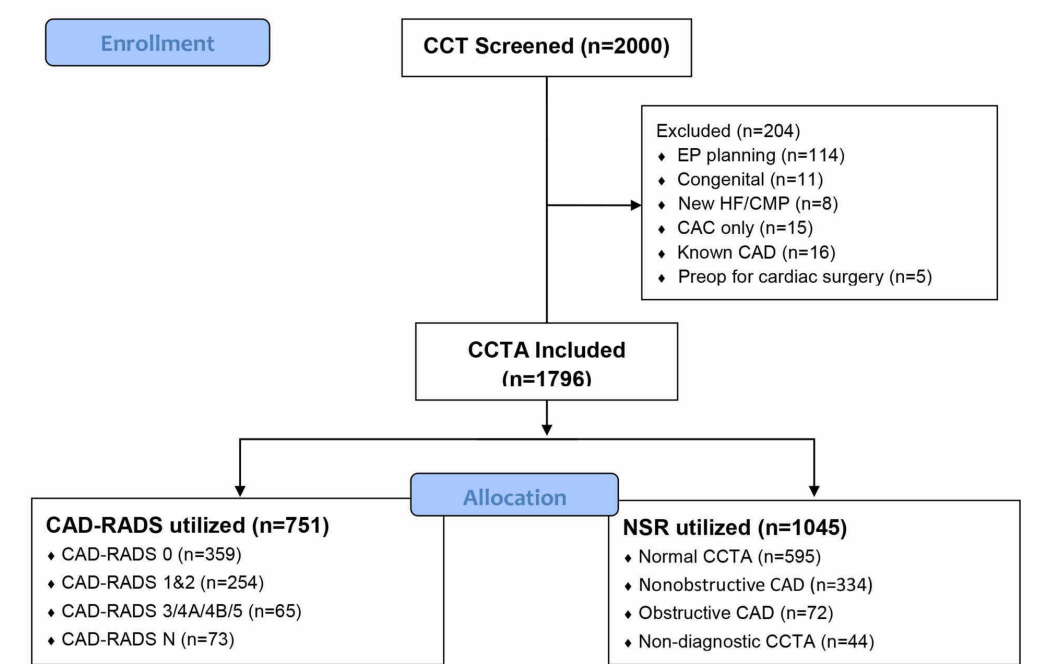 Enrollment
CCT Screened (n=2000)
Excluded (n=204)
♦ EP planning (n=114)
♦ Congenital (n=11)
♦ New HF/CMP (n=8)
♦ CAC only (n=15)
♦ Known CAD (n=16)
♦ Preop for cardiac surgery (n=5)
CCTA Included
(n=1796)
Allocation
CAD-RADS utilized (n=751)
♦ CAD-RADS 0 (n=359)
♦ CAD-RADS 1&2 (n=254)
♦ CAD-RADS 3/4A/4B/5 (n=65)
♦ CAD-RADS N (n=73)
NSR utilized (n=1045)
♦ Normal CCTA (n=595)
♦ Nonobstructive CAD (n=334)
♦ Obstructive CAD (n=72)
♦ Non-diagnostic CCTA (n=44)